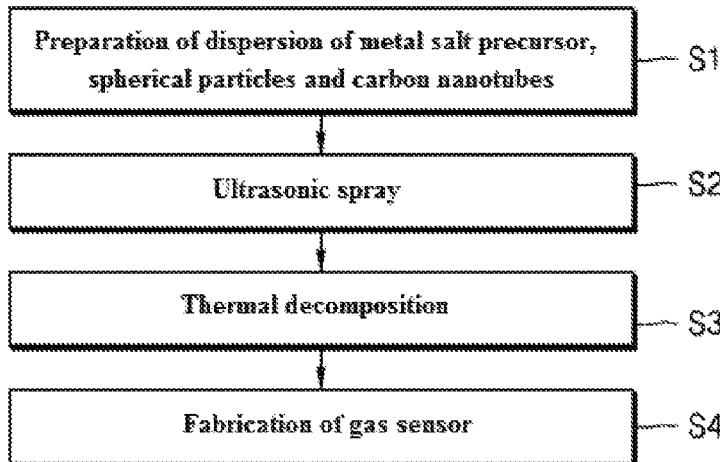 Preparation of dispersion of metal salt precursor,
spherical particles and carbon nanotubes
S1
Ultrasonic spray
S2
Thermal decomposition
S3
Fabrication of gas sensor
S4